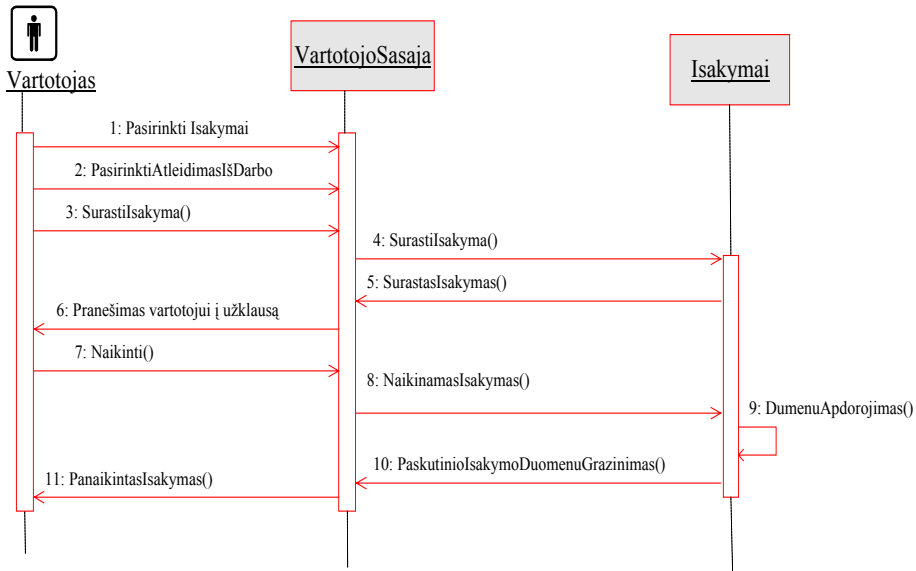 Vartotojas
VartotojoSasaja
Isakymai
1: Pasirinkti Isakymai
2: PasirinktiAtleidimasIšDarbo
3: SurastiIsakyma()
4: SurastiIsakyma()
5: SurastasIsakymas()
6: Pranešimas vartotojui į užklausą
7: Naikinti()
8: NaikinamasIsakymas()
9: DumenuApdorojimas()
10: PaskutinioIsakymoDuomenuGrazinimas()
11: PanaikintasIsakymas()